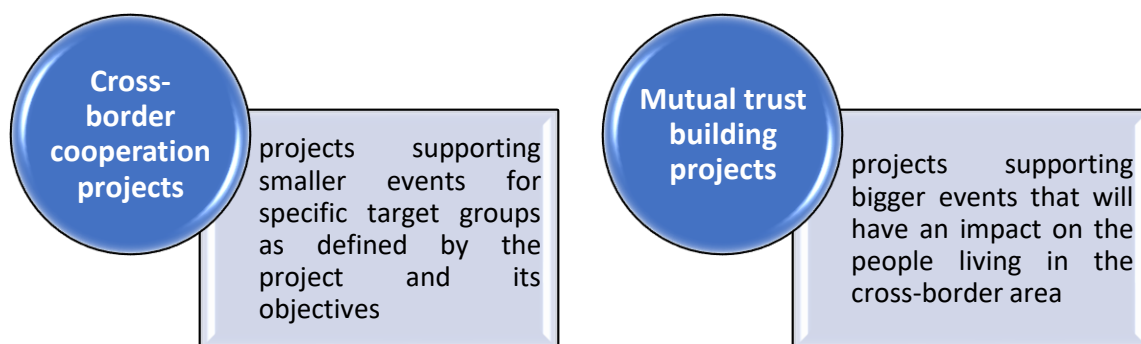 Cross-
border
cooperation
projects
projects supporting
smaller events for
specific target groups
as defined by the
project and its
objectives
Mutual trust
building
projects
projects supporting
bigger events that will
have an impact on the
people living in the
cross-border area